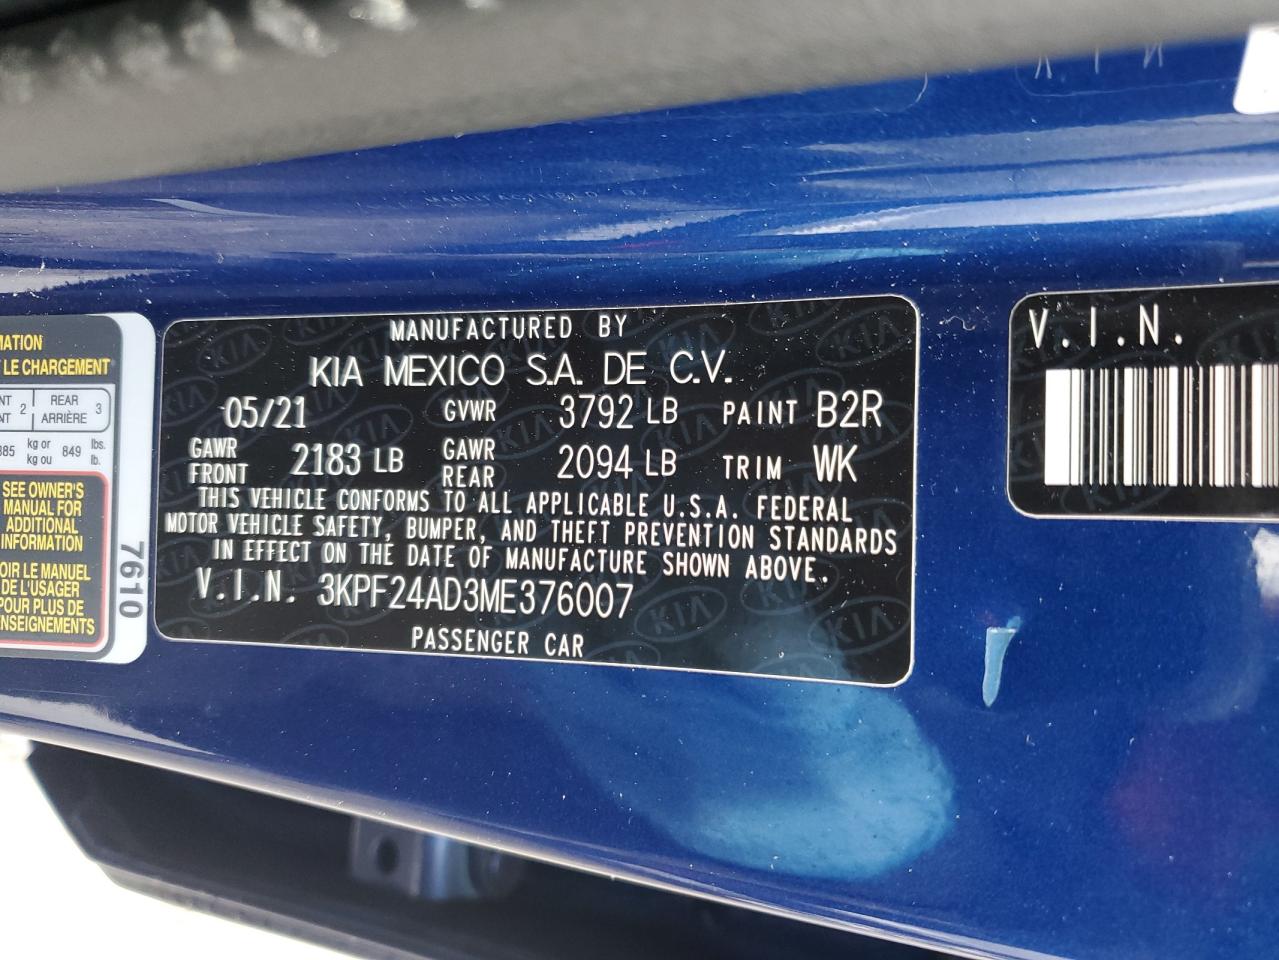 MANUFACTURED BY
KIA MEXICO S.A. DE C.V.
05/21 GVWR 3792 LB PAINT B2R
GAWR FRONT 2183 LB GAWR REAR 2094 LB TRIM WK
THIS VEHICLE CONFORMS TO ALL APPLICABLE U.S.A. FEDERAL
MOTOR VEHICLE SAFETY, BUMPER, AND THEFT PREVENTION STANDARDS
IN EFFECT ON THE DATE OF MANUFACTURE SHOWN ABOVE.
V.I.N. 3KPF24AD3ME376007
PASSENGER CAR
V.I.N.
LE CHARGEMENT
2 REAR 3
ARRIÈRE
kg or 849 lbs.
kg ou lb.
SEE OWNER'S
MANUAL FOR
ADDITIONAL
INFORMATION
LE MANUEL
DE L'USAGER
POUR PLUS DE
7610